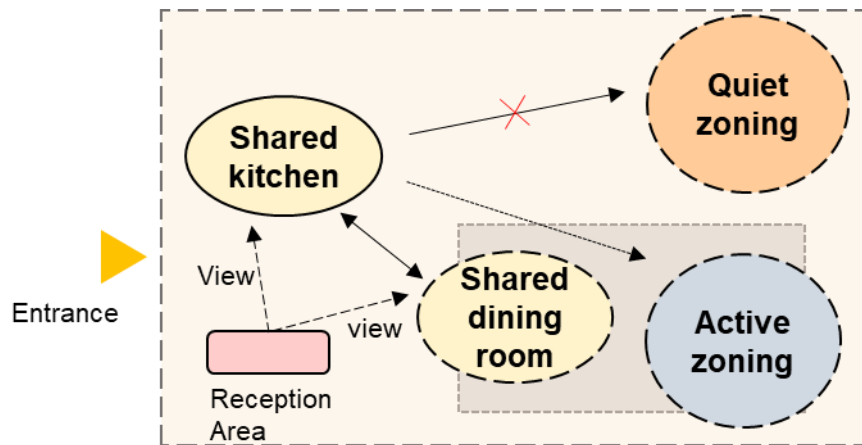 Quiet
zoning
Shared
kitchen
View
Entrance
view
Shared
dining
room
Active
zoning
Reception
Area